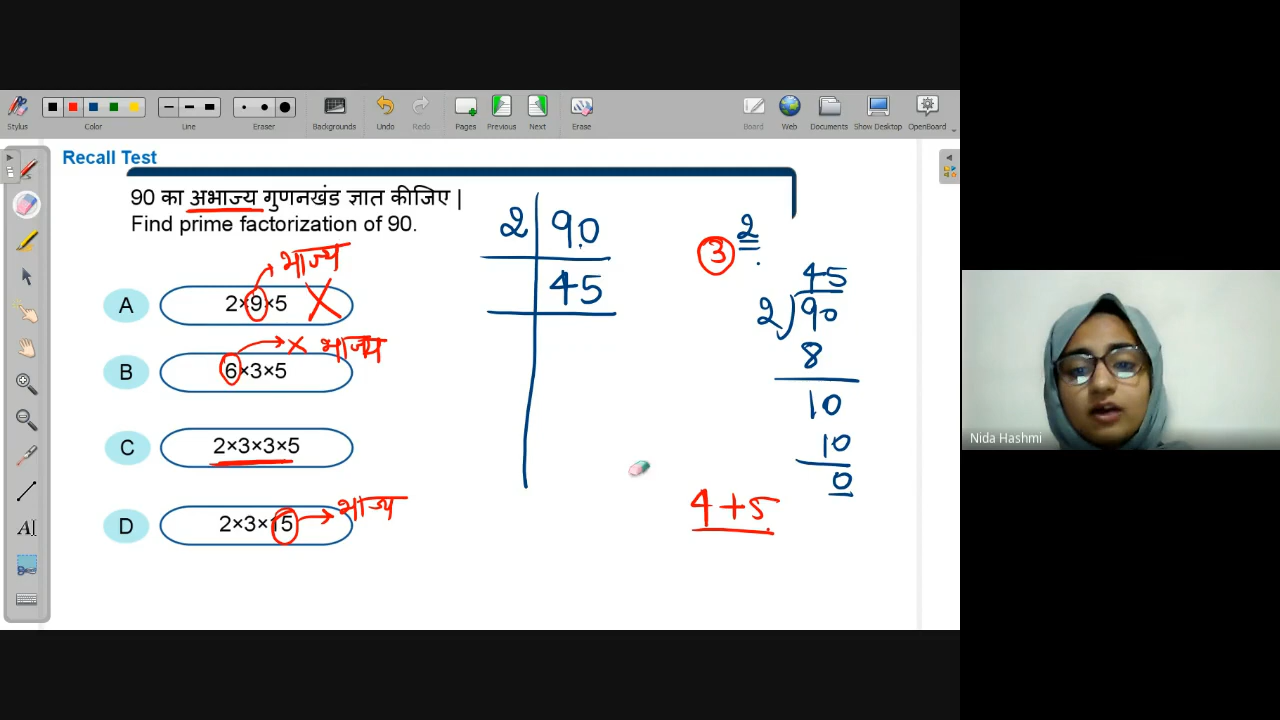 Stylus
Color
Line
Eraser
Backgrounds
Undo
Redo
Pages
Previous
Next
Erase
Board
Web
Documents
Show Desktop
OpenBoard
Recall Test
90 का अभाज्य गुणनखंड ज्ञात कीजिए |
Find prime factorization of 90.
A
2×9×5
भाज्य
B
6×3×5
× भाज्य
C
2×3×3×5
D
2×3×15
भाज्य
2 | 90
45
3
2
45
2)90
8
10
10
0
4+5
Nida Hashmi